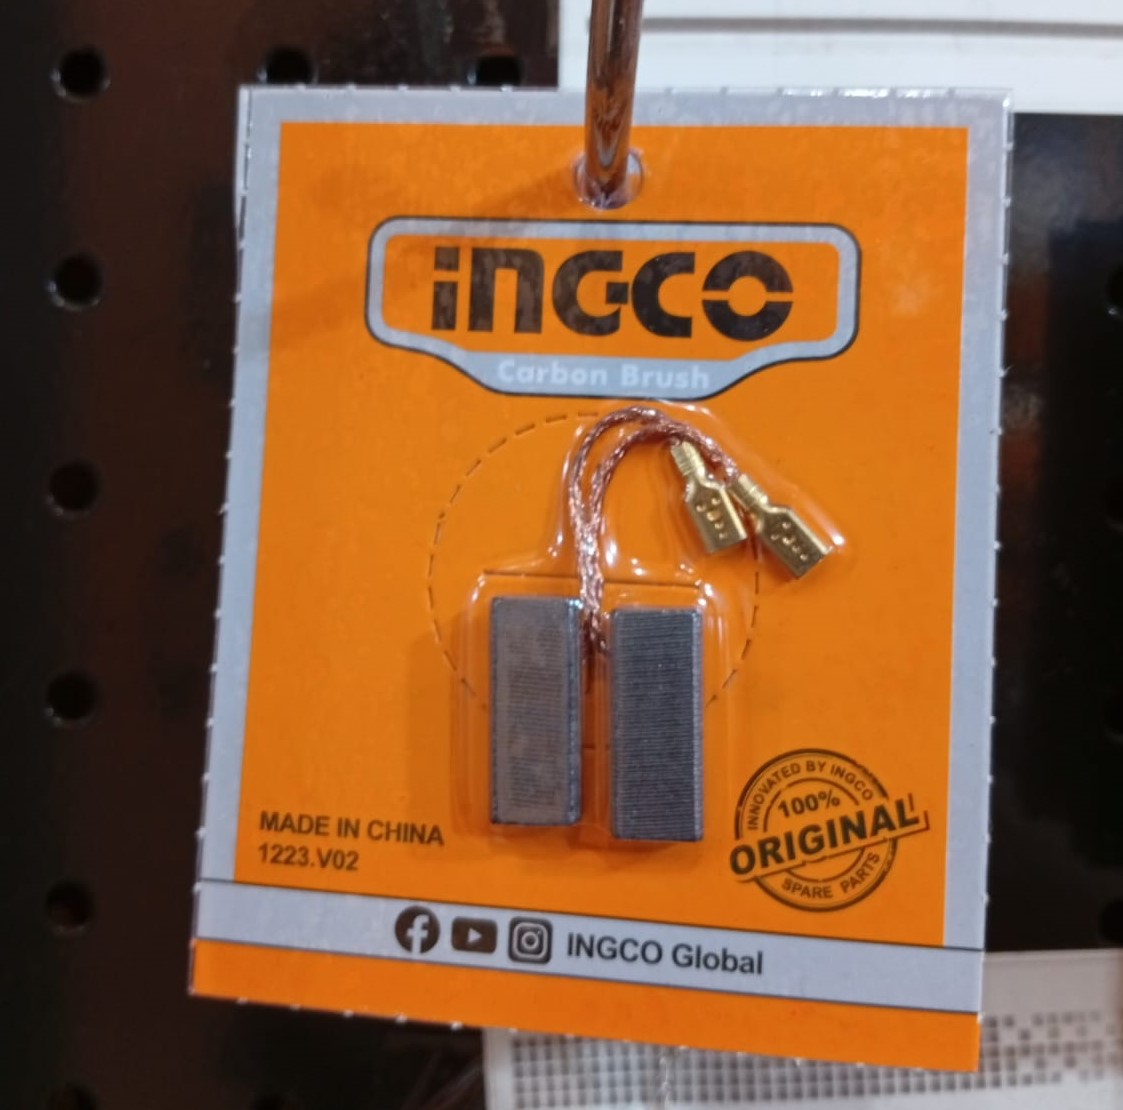 INGCO
Carbon Brush
MADE IN CHINA
1223.V02
INNOVATED BY INGCO
100%
ORIGINAL
SPARE PARTS
INGCO Global